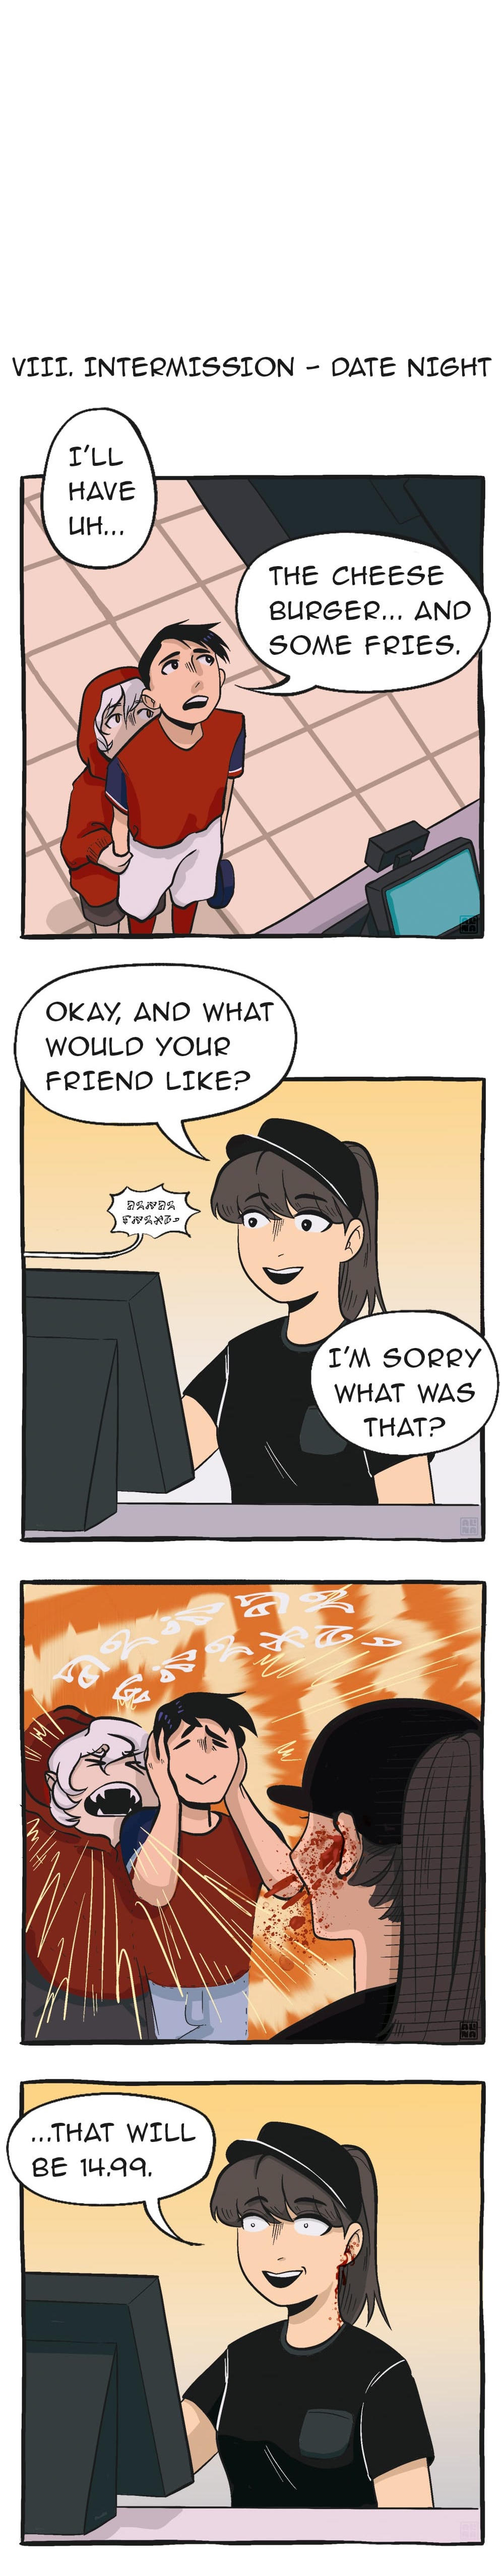 VIII. INTERMISSION - DATE NIGHT
I'LL
HAVE
UH...
THE CHEESE
BURGER... AND
SOME FRIES.
OKAY, AND WHAT
WOULD YOUR
FRIEND LIKE?
I'M SORRY
WHAT WAS
THAT?
...THAT WILL
BE 14.99.